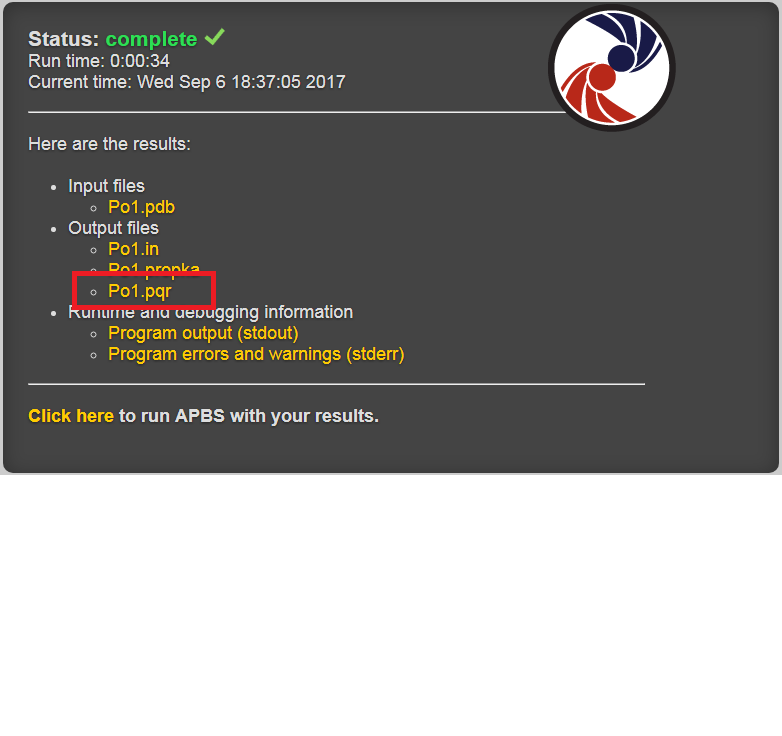 Status: complete
Run time: 0:00:34
Current time: Wed Sep 6 18:37:05 2017
Here are the results:
Input files
Po1.pdb
Output files
Po1.in
Po1.propka
Po1.pqr
Runtime and debugging information
Program output (stdout)
Program errors and warnings (stderr)
Click here to run APBS with your results.